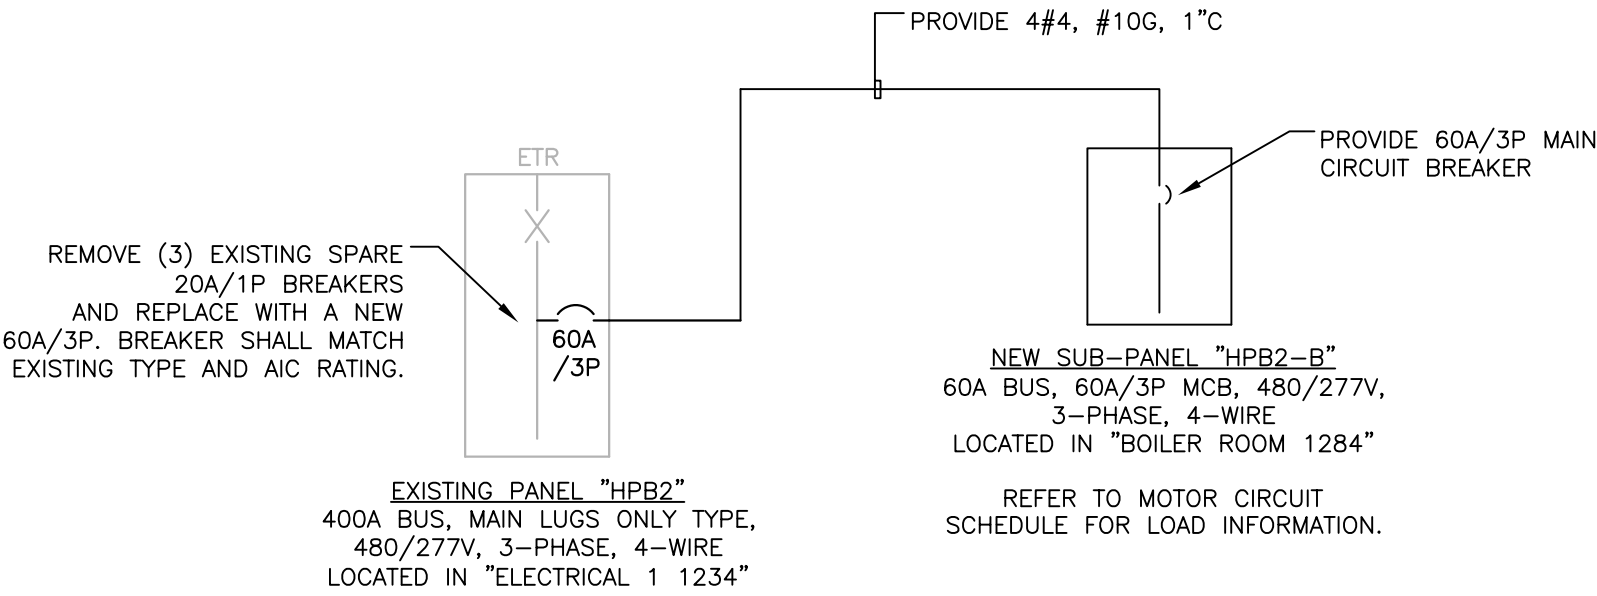 PROVIDE 4#4, #10G, 1"C
PROVIDE 60A/3P MAIN
CIRCUIT BREAKER
ETR
REMOVE (3) EXISTING SPARE
20A/1P BREAKERS
AND REPLACE WITH A NEW
60A/3P. BREAKER SHALL MATCH
EXISTING TYPE AND AIC RATING.
60A
/3P
EXISTING PANEL "HPB2"
400A BUS, MAIN LUGS ONLY TYPE,
480/277V, 3-PHASE, 4-WIRE
LOCATED IN "ELECTRICAL 1 1234"
NEW SUB-PANEL "HPB2-B"
60A BUS, 60A/3P MCB, 480/277V,
3-PHASE, 4-WIRE
LOCATED IN "BOILER ROOM 1284"
REFER TO MOTOR CIRCUIT
SCHEDULE FOR LOAD INFORMATION.